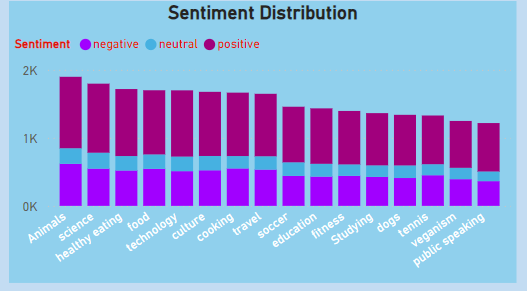 Sentiment Distribution
Sentiment negative neutral positive
2K
1K
0K
Animals
science
healthy eating
food
technology
culture
cooking
travel
soccer
education
fitness
Studying
dogs
tennis
veganism
public speaking